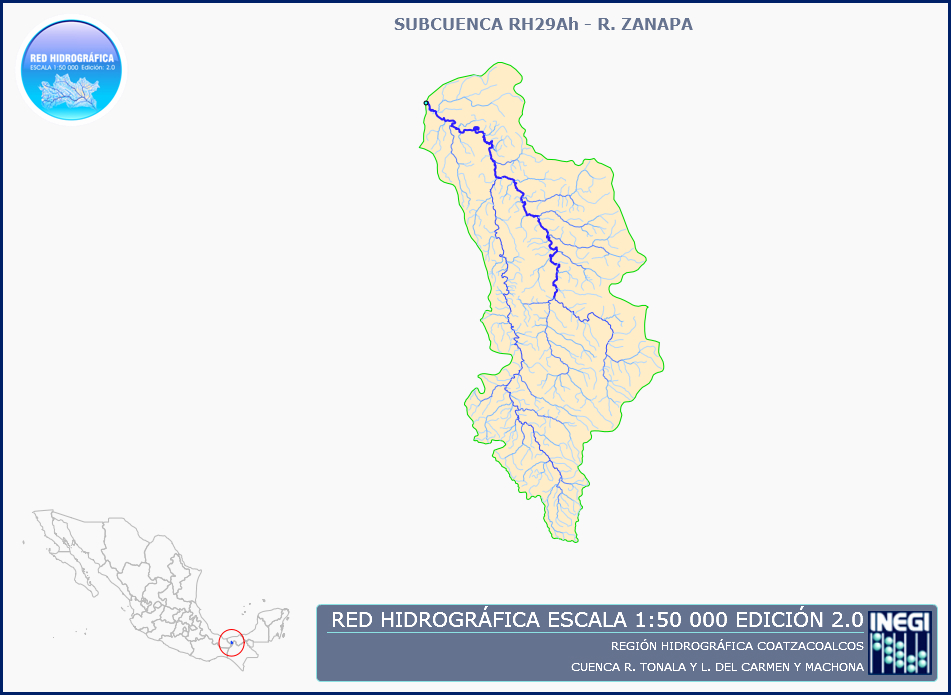 SUBCUENCA RH29Ah - R. ZANAPA
RED HIDROGRÁFICA
ESCALA 1:50 000 Edición: 2.0
RED HIDROGRÁFICA ESCALA 1:50 000 EDICIÓN 2.0
REGIÓN HIDROGRÁFICA COATZACOALCOS
CUENCA R. TONALA Y L. DEL CARMEN Y MACHONA
INEGI